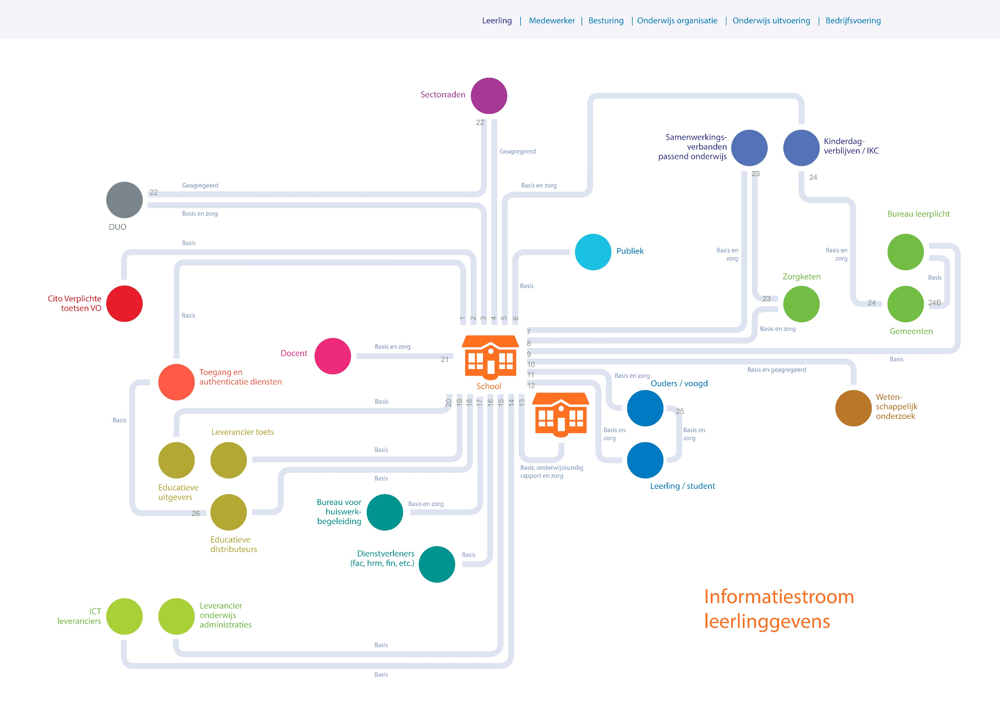 Leerling | Medewerker | Besturing | Onderwijs organisatie | Onderwijs uitvoering | Bedrijfsvoering
Sectorraden
22
Geagregeerd
Samenwerkings-
verbanden
passend onderwijs
23
Kinderdag-
verblijven / IKC
24
22
Geagregeerd
Basis en zorg
DUO
Basis en zorg
Bureau leerplicht
Basis
Publiek
Basis
Basis en
zorg
Basis en
zorg
Basis
Zorgketen
23
24
24B
Gemeenten
Cito Verplichte
toetsen VO
Basis
1
2
3
4
5
6
7
8
9
10
11
12
Basis en zorg
Basis
Basis en geagregeerd
Docent
Basis en zorg
21
School
Toegang en
authenticatie diensten
Basis en zorg
Ouders / voogd
Weten-
schappelijk
onderzoek
20
19
18
17
16
15
14
13
Basis
Basis
25
Basis en
zorg
Basis en
zorg
Leverancier toets
Basis
Basis
Basis, onderwijskundig
rapport en zorg
Leerling / student
Educatieve
uitgevers
26
Educatieve
distributeurs
Bureau voor
huiswerk-
begeleiding
Basis en zorg
Dienstverleners
(fac, hrm, fin, etc.)
Basis
Informatiestroom
leerlinggevens
ICT
leveranciers
Leverancier
onderwijs
administraties
Basis
Basis